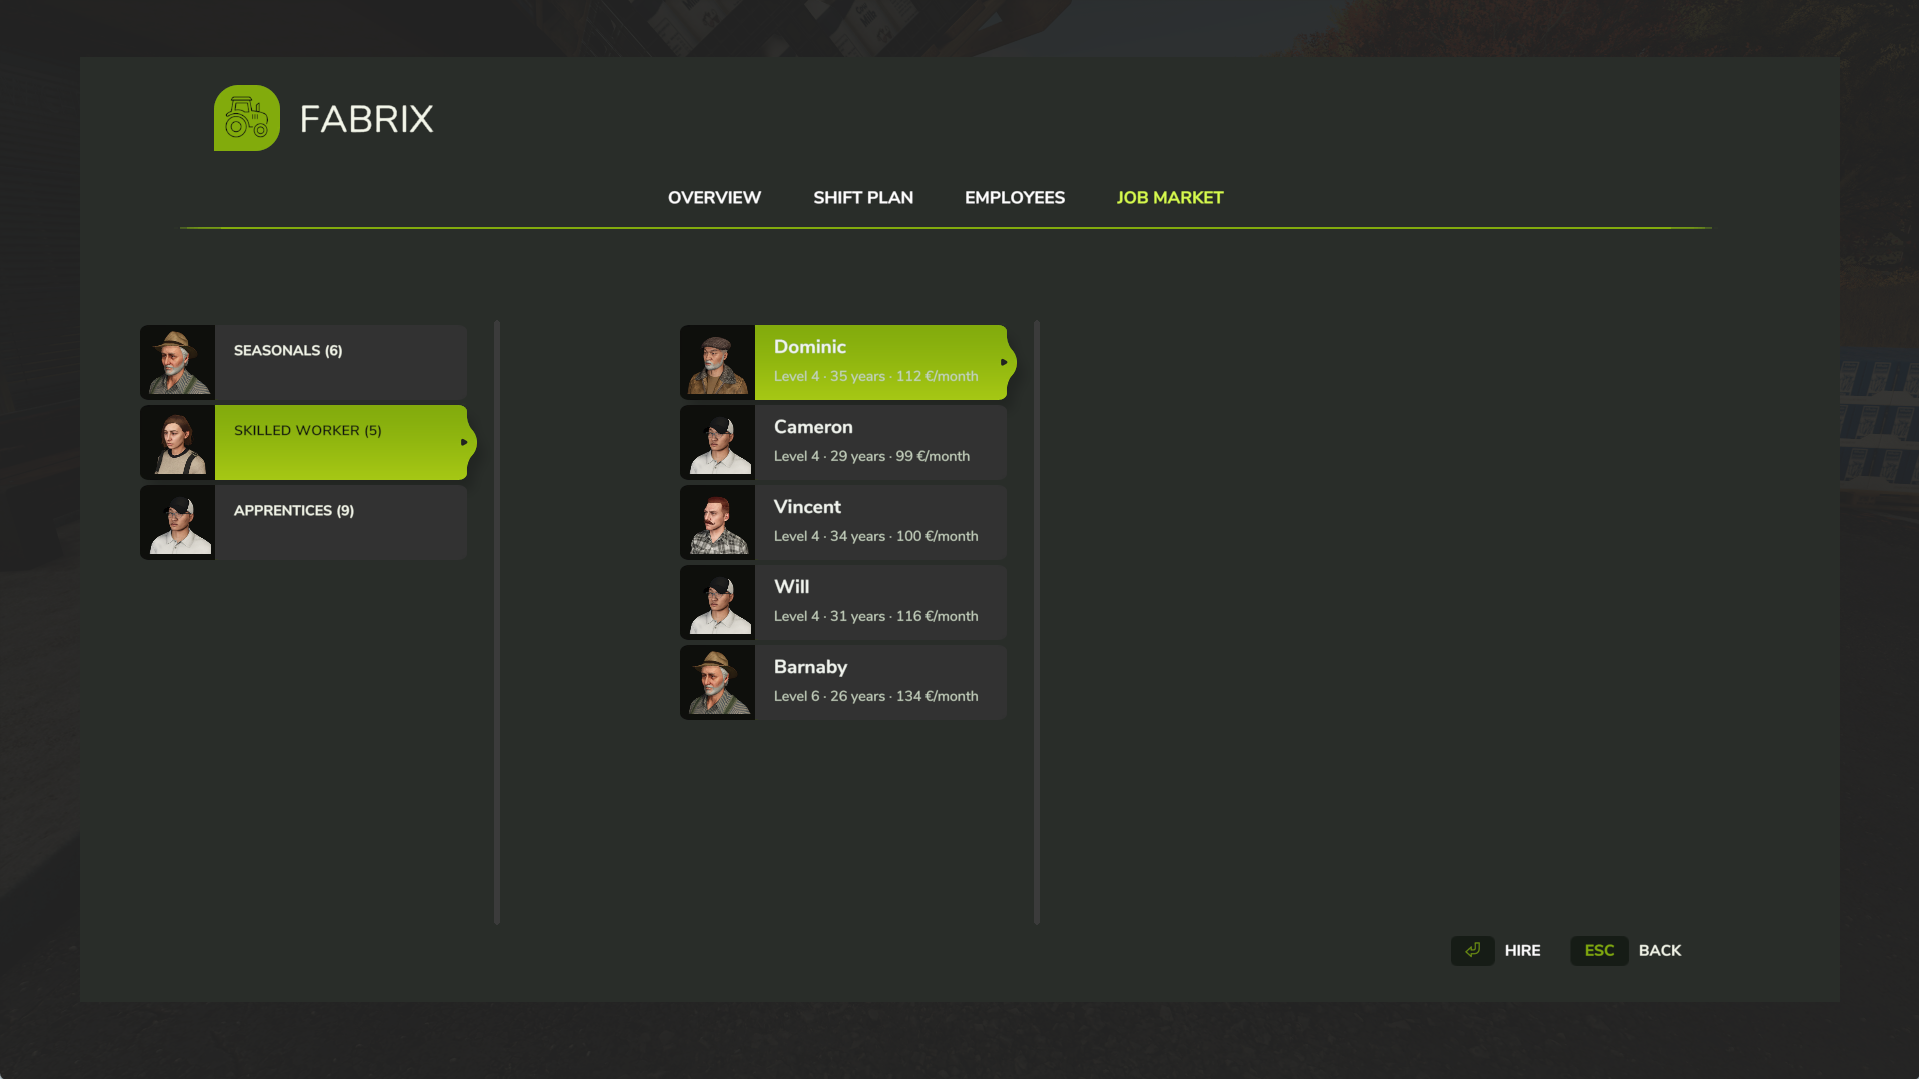 FABRIX
OVERVIEW SHIFT PLAN EMPLOYEES JOB MARKET
SEASONALS (6)
SKILLED WORKER (5)
APPRENTICES (9)
Dominic
Level 4 · 35 years · 112 €/month
Cameron
Level 4 · 29 years · 99 €/month
Vincent
Level 4 · 34 years · 100 €/month
Will
Level 4 · 31 years · 116 €/month
Barnaby
Level 6 · 26 years · 134 €/month
HIRE ESC BACK